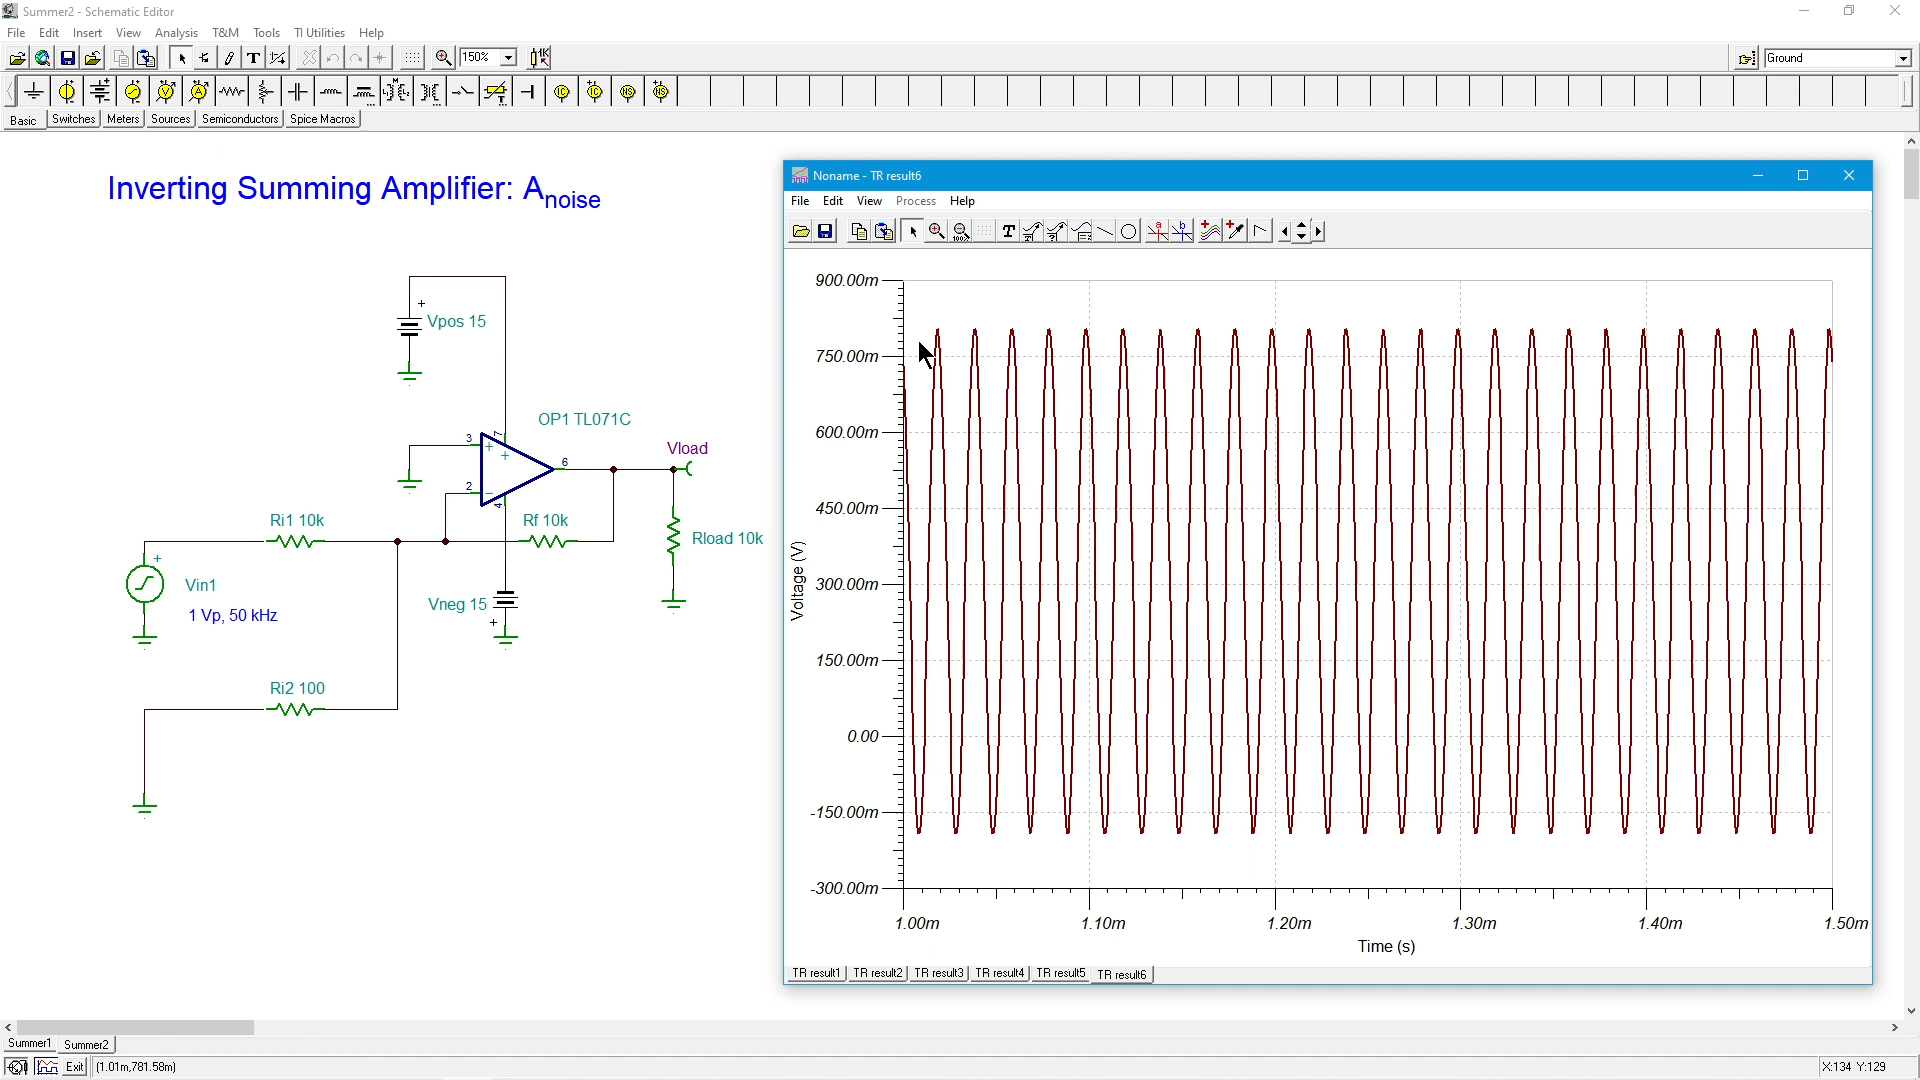 Summer2 - Schematic Editor
File Edit Insert View Analysis T&M Tools TI Utilities Help
150%
Ground
Basic Switches Meters Sources Semiconductors Spice Macros
Inverting Summing Amplifier: Anoise
Vpos 15
OP1 TL071C
3
7
2
4
6
Vload
Ri1 10k
Rf 10k
Rload 10k
Vin1
1 Vp, 50 kHz
Vneg 15
Ri2 100
Noname - TR result6
File Edit View Process Help
900.00m
750.00m
600.00m
450.00m
300.00m
150.00m
0.00
-150.00m
-300.00m
Voltage (V)
1.00m 1.10m 1.20m 1.30m 1.40m 1.50m
Time (s)
TR result1 TR result2 TR result3 TR result4 TR result5 TR result6
Summer1 Summer2
Exit (1.01m,781.58m)
X:134 Y:129